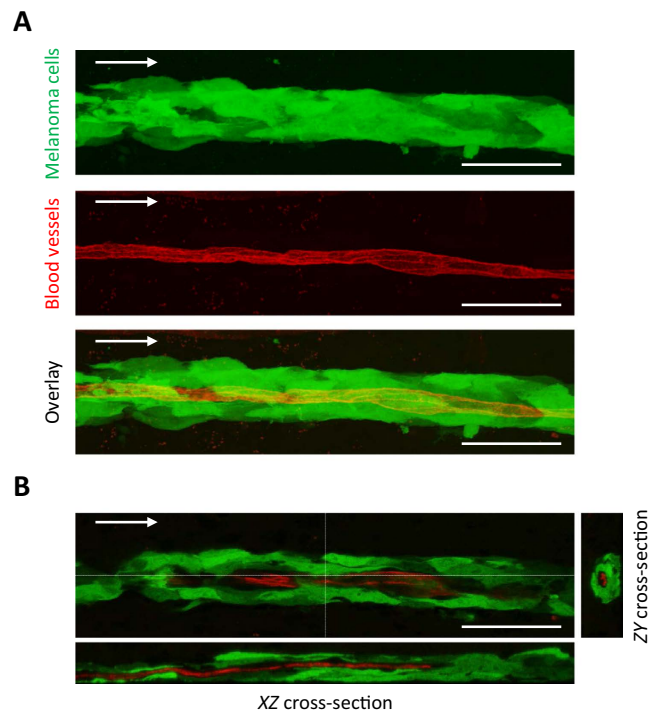 A
Melanoma cells
Blood vessels
Overlay
B
ZY cross-section
XZ cross-section